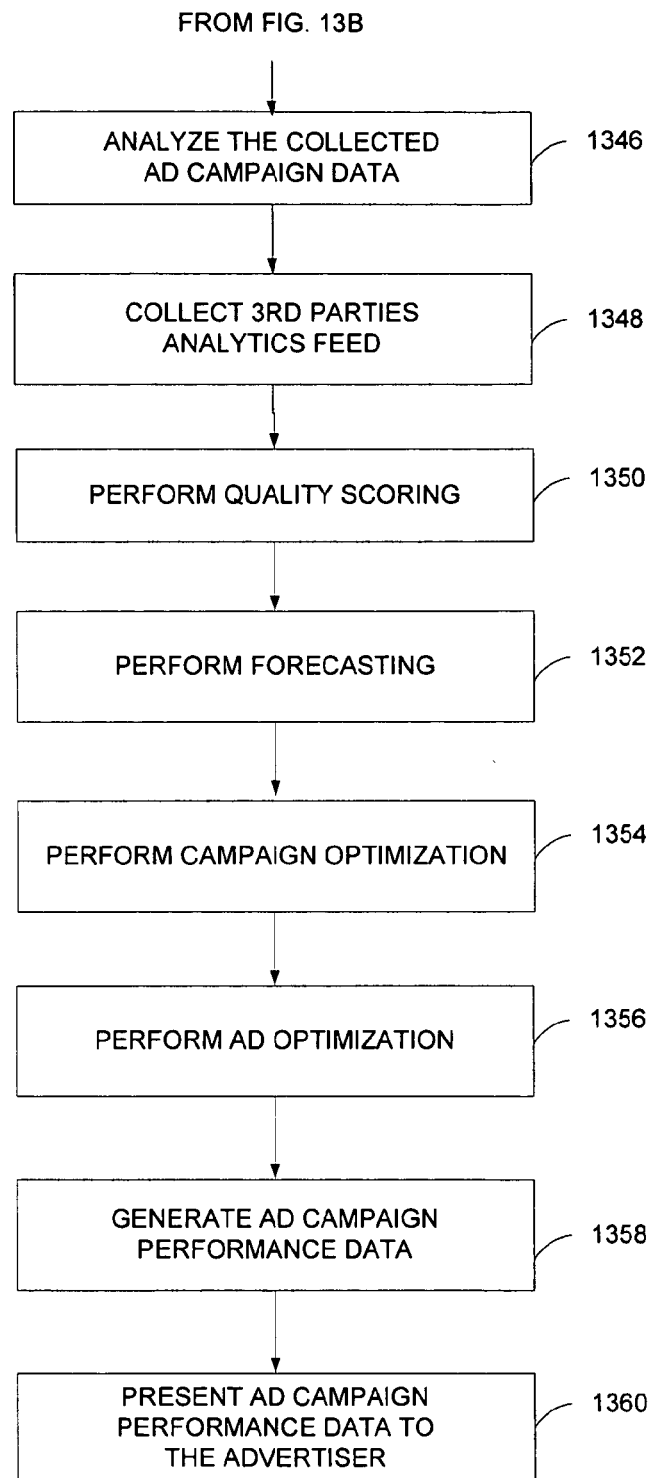 FROM FIG. 13B
ANALYZE THE COLLECTED
AD CAMPAIGN DATA
1346
COLLECT 3RD PARTIES
ANALYTICS FEED
1348
PERFORM QUALITY SCORING
1350
PERFORM FORECASTING
1352
PERFORM CAMPAIGN OPTIMIZATION
1354
PERFORM AD OPTIMIZATION
1356
GENERATE AD CAMPAIGN
PERFORMANCE DATA
1358
PRESENT AD CAMPAIGN
PERFORMANCE DATA TO
THE ADVERTISER
1360